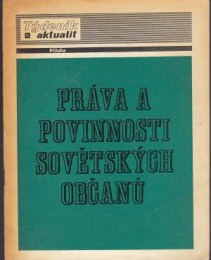 Týdeník
aktualit
Příloha
PRÁVA A
POVINNOSTI
SOVĚTSKÝCH
OBČANŮ